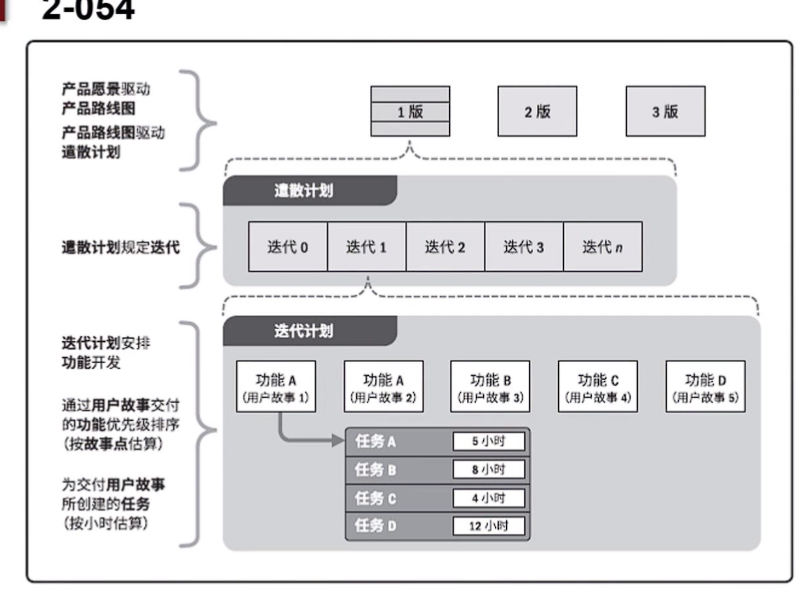 2-054
产品愿景驱动
产品路线图
产品路线图驱动
遣散计划
1 版
2 版
3 版
遣散计划
遣散计划规定迭代
迭代 0
迭代 1
迭代 2
迭代 3
迭代 n
迭代计划
迭代计划安排
功能开发
通过用户故事交付
的功能优先级排序
(按故事点估算)
为交付用户故事
所创建的任务
(按小时估算)
功能 A
(用户故事 1)
功能 A
(用户故事 2)
功能 B
(用户故事 3)
功能 C
(用户故事 4)
功能 D
(用户故事 5)
任务 A
5 小时
任务 B
8 小时
任务 C
4 小时
任务 D
12 小时